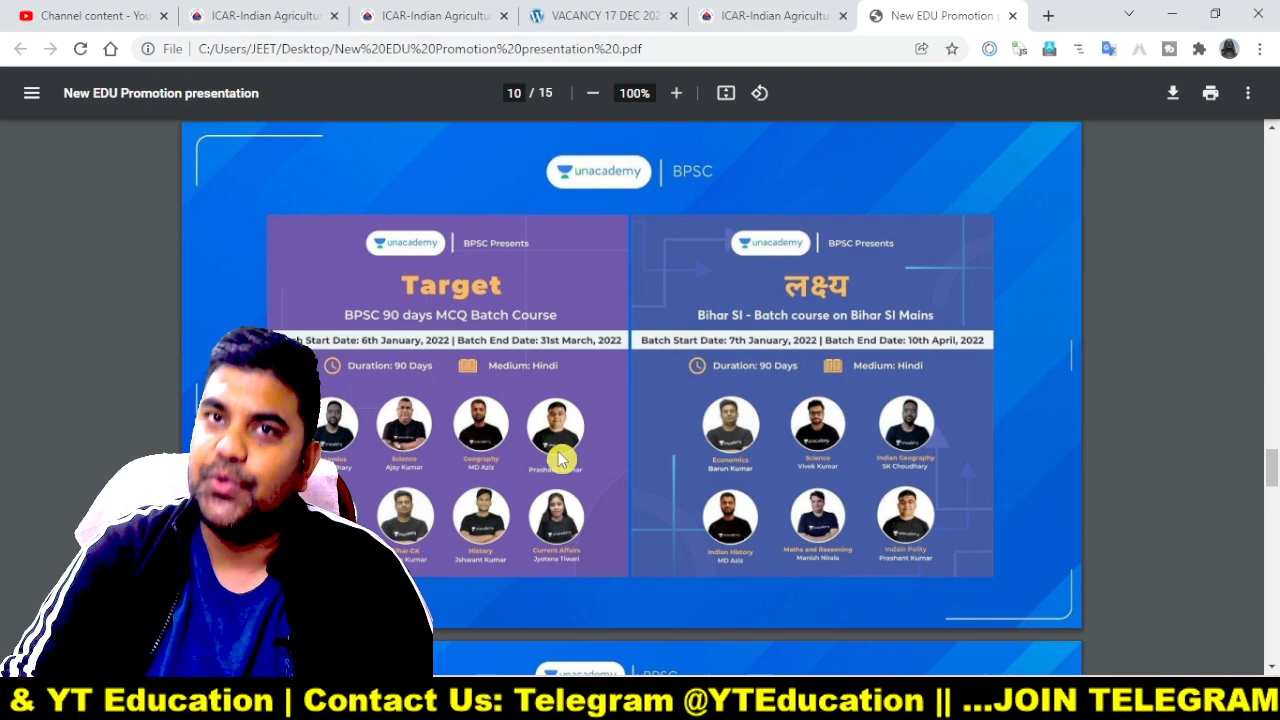 Channel content - You
ICAR-Indian Agricultu
ICAR-Indian Agricultu
VACANCY 17 DEC 202
ICAR-Indian Agricultu
New EDU Promotion p
File
C:/Users/JEET/Desktop/New%20EDU%20Promotion%20presentation%20.pdf
New EDU Promotion presentation
10 / 15
100%
unacademy | BPSC
unacademy | BPSC Presents
Target
BPSC 90 days MCQ Batch Course
h Start Date: 6th January, 2022 | Batch End Date: 31st March, 2022
Duration: 90 Days
Medium: Hindi
Science
Ajay Kumar
Geography
MD Aziz
History
Jshwant Kumar
Current Affairs
Jyotsna Tiwari
unacademy | BPSC Presents
लक्ष्य
Bihar SI - Batch course on Bihar SI Mains
Batch Start Date: 7th January, 2022 | Batch End Date: 10th April, 2022
Duration: 90 Days
Medium: Hindi
Economics
Barun Kumar
Science
Vivek Kumar
Indian Geography
SK Choudhary
Indian History
MD Aziz
Maths and Reasoning
Manish Nirala
Indain Polity
Prashant Kumar
& YT Education | Contact Us: Telegram @YTEducation || ...JOIN TELEGRAM